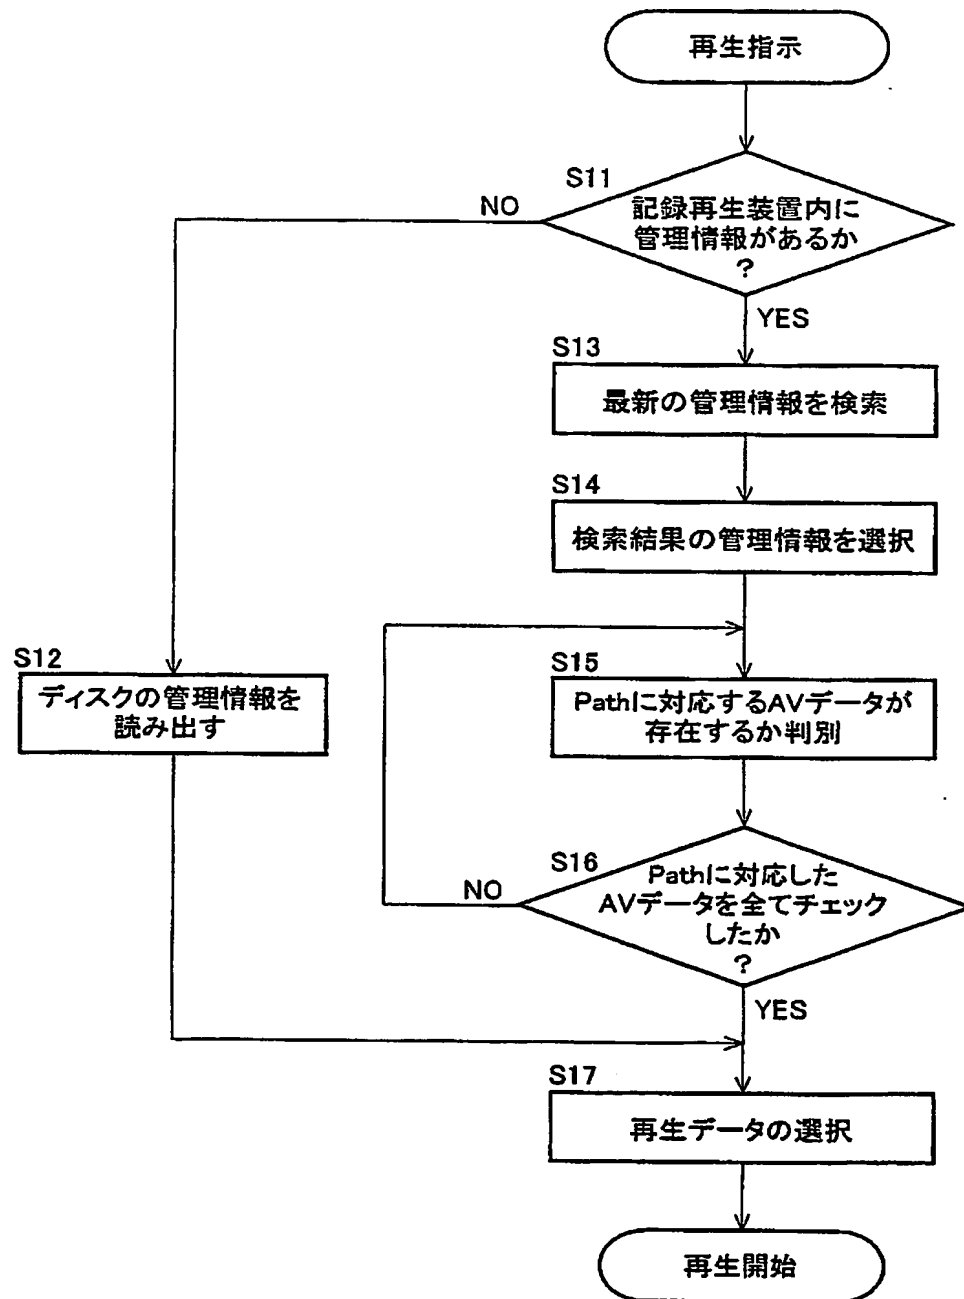 再生指示
S11
NO
記録再生装置内に
管理情報があるか
?
YES
S13
最新の管理情報を検索
S14
検索結果の管理情報を選択
S12
ディスクの管理情報を
読み出す
S15
Pathに対応するAVデータが
存在するか判別
S16
NO
Pathに対応した
AVデータを全てチェック
したか
?
YES
S17
再生データの選択
再生開始